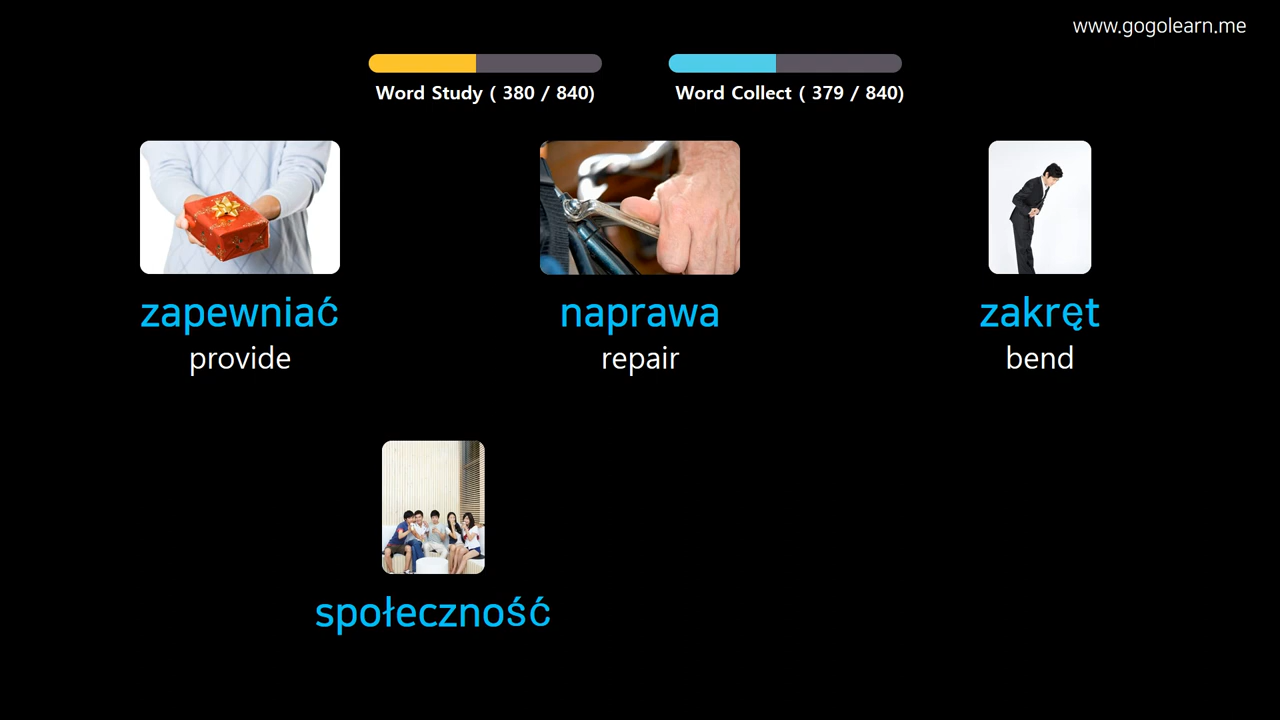 www.gogolearn.me
Word Study ( 380 / 840)
Word Collect ( 379 / 840)
zapewniać
provide
naprawa
repair
zakręt
bend
społeczność